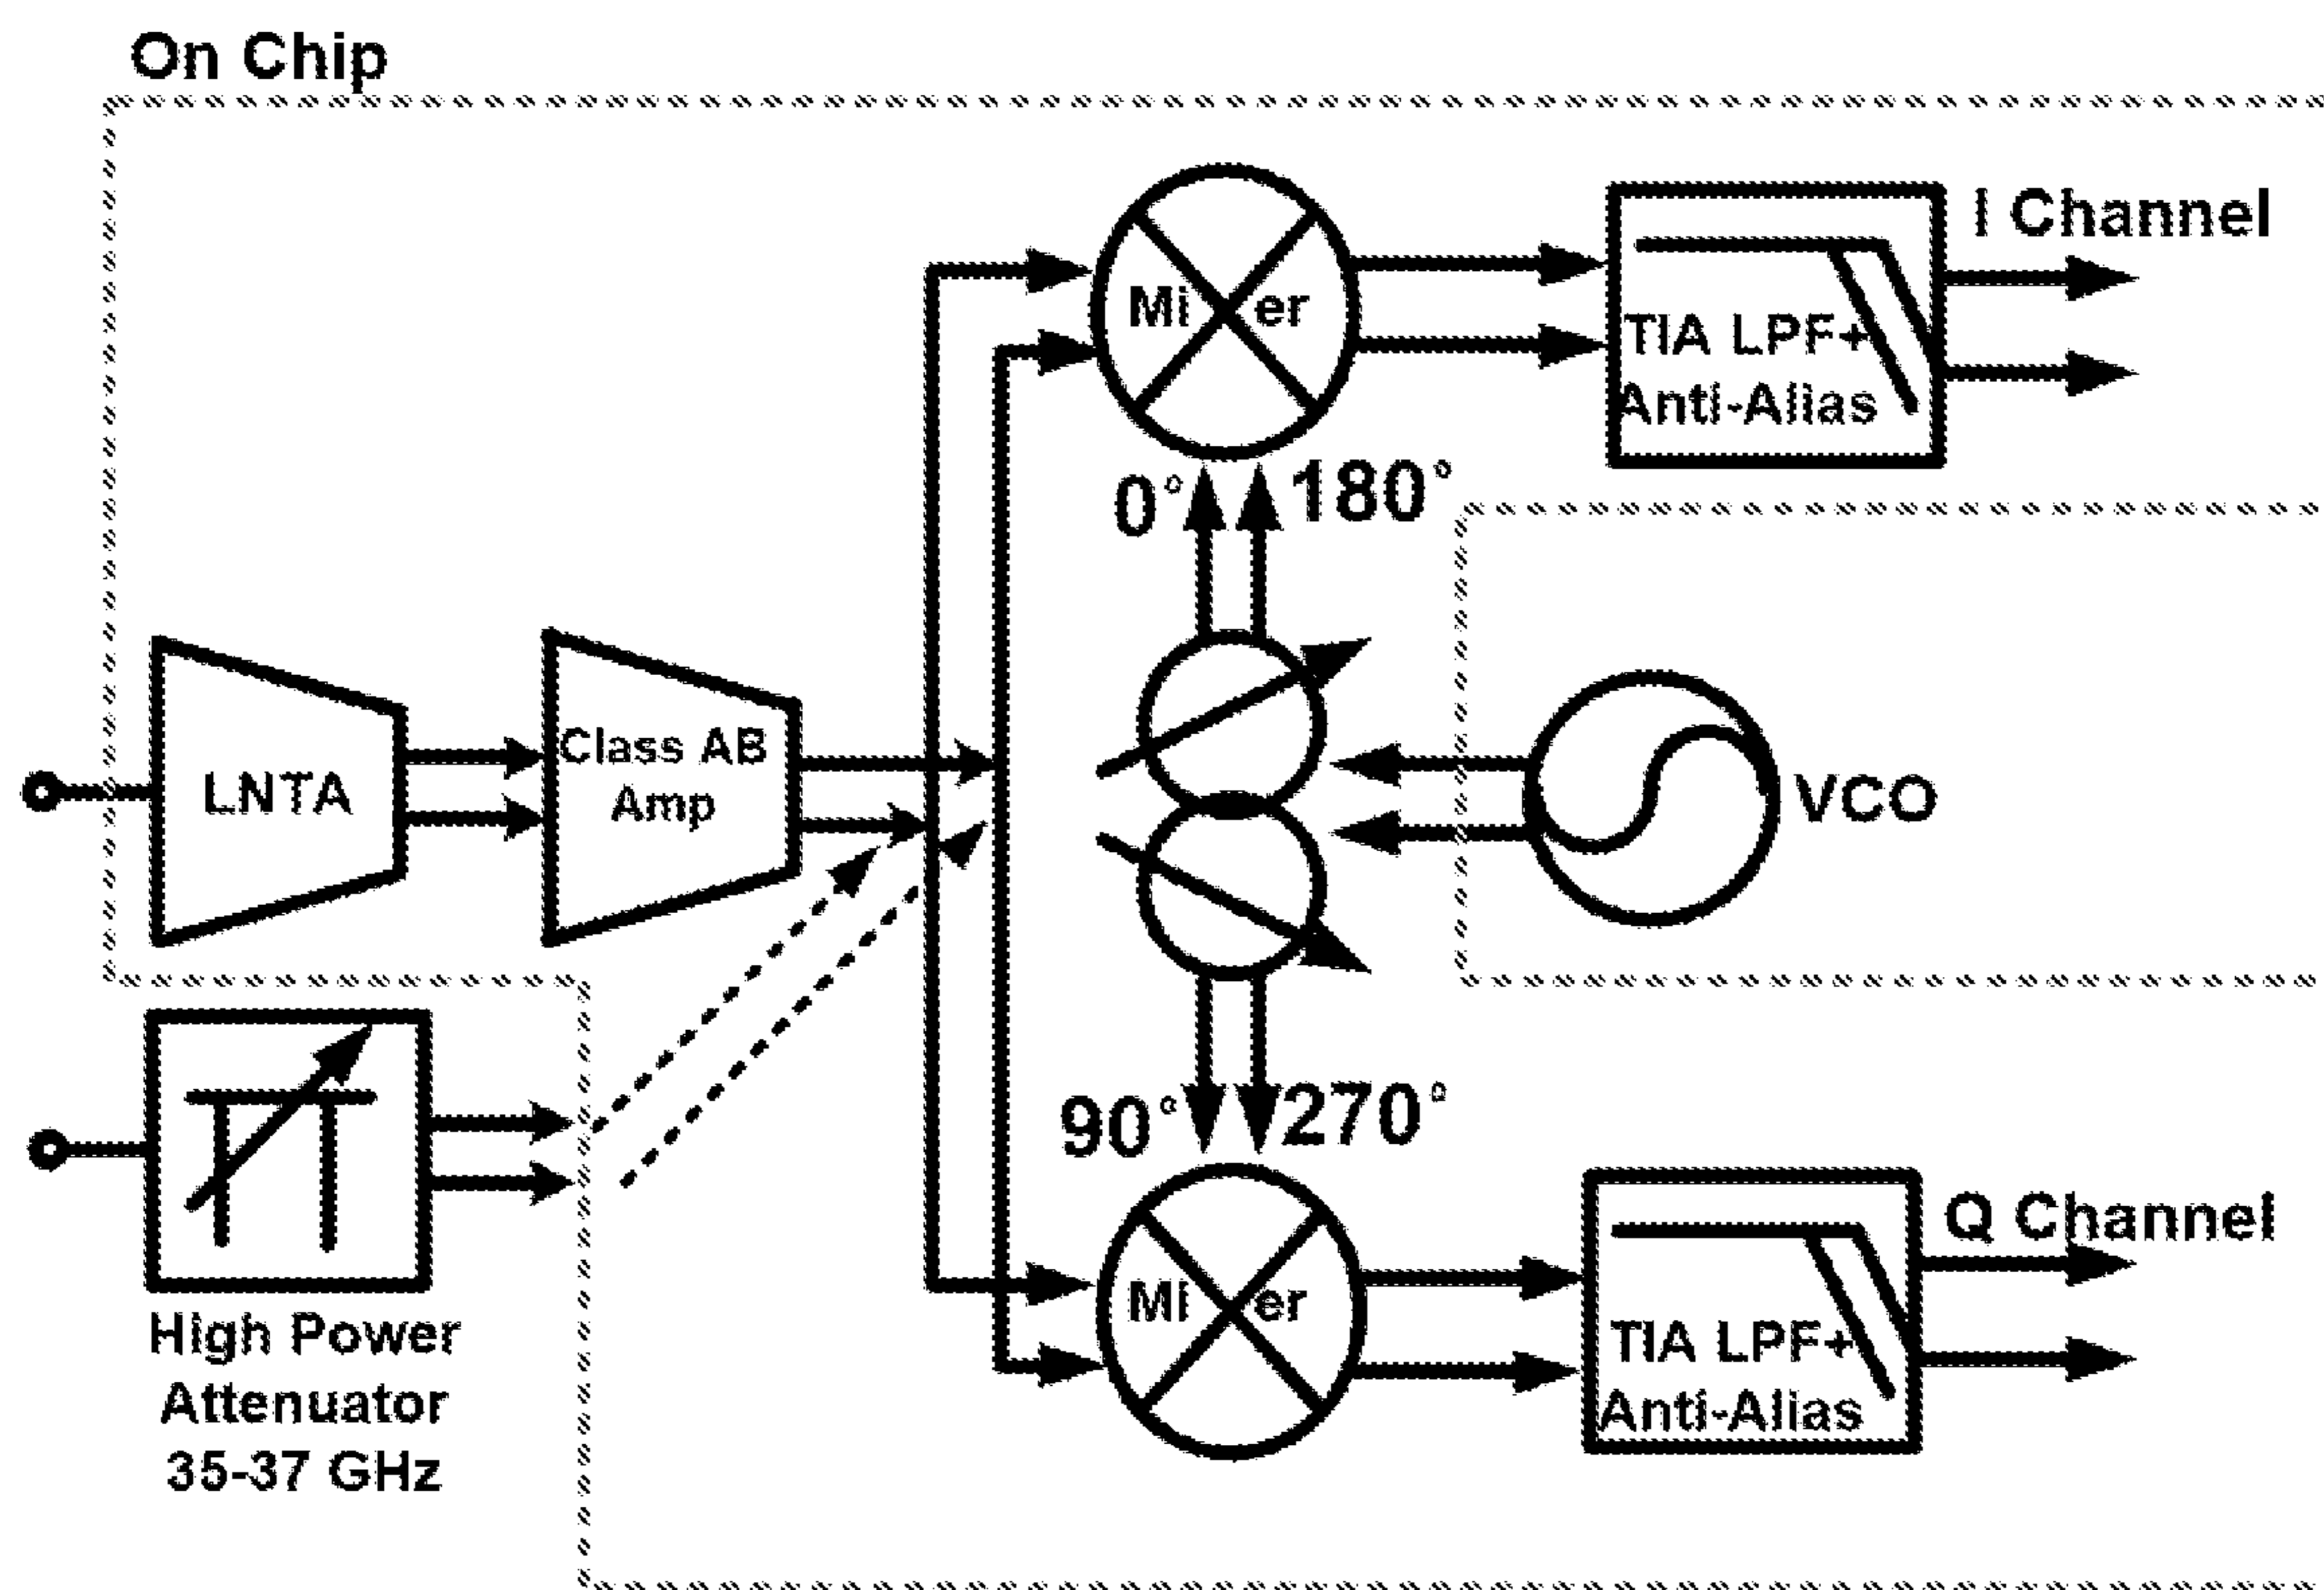 On Chip
I Channel
Mi er
TIA LPF+
Anti-Alias
0° 180°
Class AB
Amp
LNTA
VCO
90° 270°
High Power
Attenuator
35-37 GHz
Mi er
Q Channel
TIA LPF+
Anti-Alias